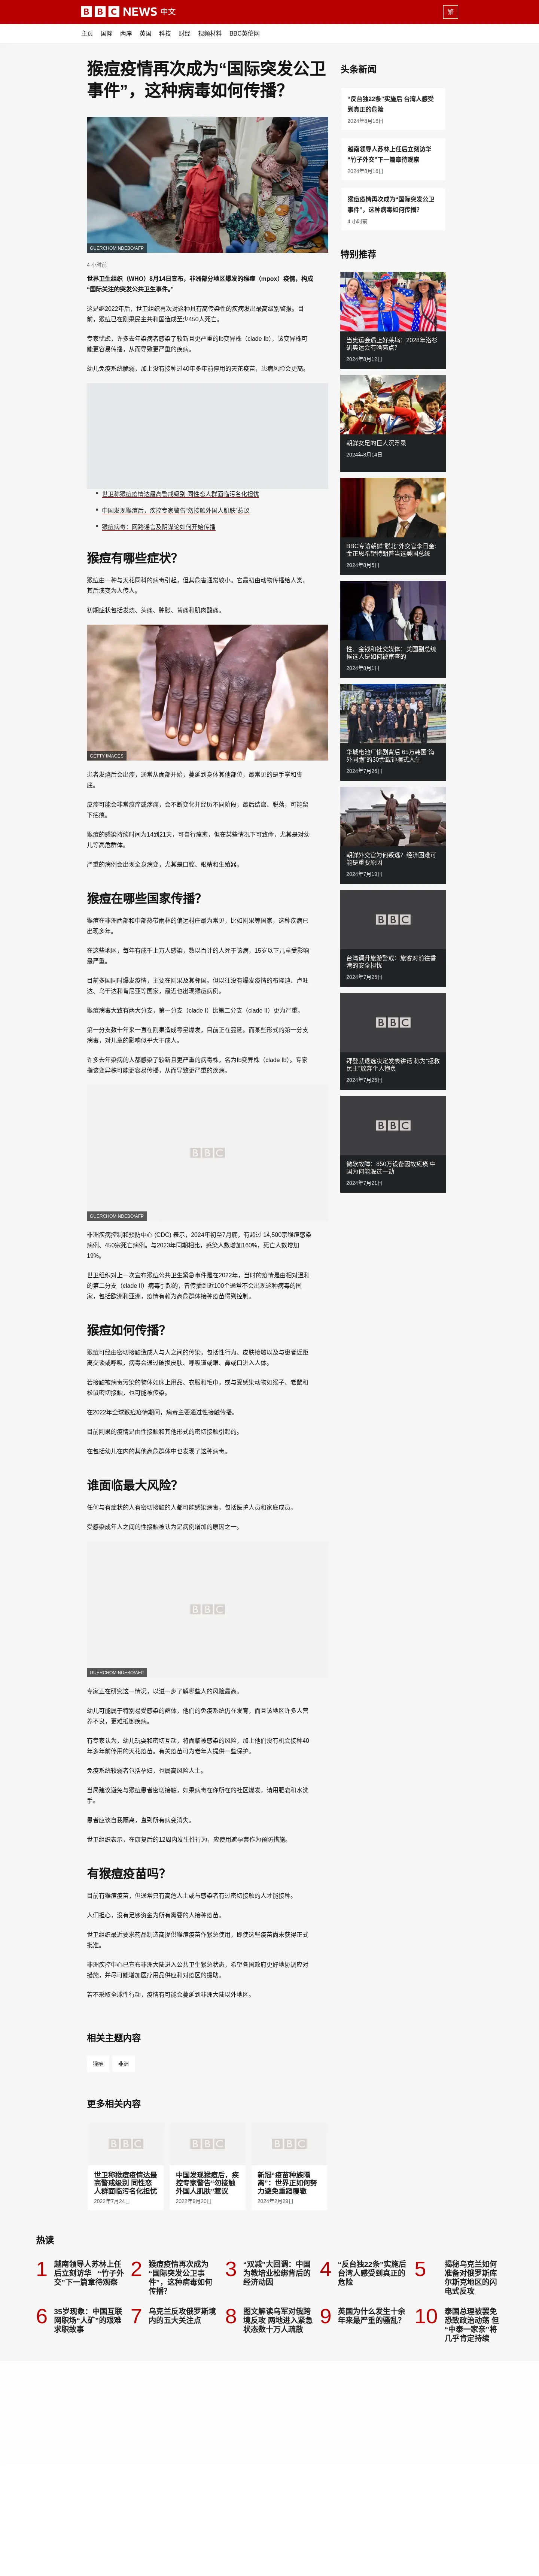 BBC NEWS 中文
繁
主页 国际 两岸 英国 科技 财经 视频材料 BBC英伦网
猴痘疫情再次成为“国际突发公卫
事件”，这种病毒如何传播？
GUERCHOM NDEBO/AFP
4 小时前
世界卫生组织（WHO）8月14日宣布，非洲部分地区爆发的猴痘（mpox）疫情，构成
“国际关注的突发公共卫生事件。”
这是继2022年后，世卫组织再次对这种具有高传染性的疾病发出最高级别警报。目
前，猴痘已在刚果民主共和国造成至少450人死亡。
专家忧虑，许多去年染病者感染了较新且更严重的Ib变异株（clade Ib），该变异株可
能更容易传播，从而导致更严重的疾病。
幼儿免疫系统脆弱，加上没有接种过40年多年前停用的天花疫苗，患病风险会更高。
世卫称猴痘疫情达最高警戒级别 同性恋人群面临污名化担忧
中国发现猴痘后，疾控专家警告“勿接触外国人肌肤”惹议
猴痘病毒：网路谣言及阴谋论如何开始传播
猴痘有哪些症状？
猴痘由一种与天花同科的病毒引起，但其危害通常较小。它最初由动物传播给人类，
其后演变为人传人。
初期症状包括发烧、头痛、肿胀、背痛和肌肉酸痛。
GETTY IMAGES
患者发烧后会出疹，通常从面部开始，蔓延到身体其他部位，最常见的是手掌和脚
底。
皮疹可能会非常痕痒或疼痛，会不断变化并经历不同阶段，最后结痂、脱落，可能留
下疤痕。
猴痘的感染持续时间为14到21天，可自行痊愈，但在某些情况下可致命，尤其是对幼
儿等高危群体。
严重的病例会出现全身病变，尤其是口腔、眼睛和生殖器。
猴痘在哪些国家传播？
猴痘在非洲西部和中部热带雨林的偏远村庄最为常见，比如刚果等国家，这种疾病已
出现多年。
在这些地区，每年有成千上万人感染，数以百计的人死于该病，15岁以下儿童受影响
最严重。
目前多国同时爆发疫情，主要在刚果及其邻国。但以往没有爆发疫情的布隆迪、卢旺
达、乌干达和肯尼亚等国家，最近也出现猴痘病例。
猴痘病毒大致有两大分支，第一分支（clade I）比第二分支（clade II）更为严重。
第一分支数十年来一直在刚果造成零星爆发，目前正在蔓延。而某些形式的第一分支
病毒，对儿童的影响似乎大于成人。
许多去年染病的人都感染了较新且更严重的病毒株，名为Ib变异株（clade Ib）。专家
指该变异株可能更容易传播，从而导致更严重的疾病。
BBC
GUERCHOM NDEBO/AFP
非洲疾病控制和预防中心 (CDC) 表示，2024年初至7月底，有超过 14,500宗猴瘟感染
病例、450宗死亡病例。与2023年同期相比，感染人数增加160%，死亡人数增加
19%。
世卫组织对上一次宣布猴痘公共卫生紧急事件是在2022年，当时的疫情是由相对温和
的第二分支（clade II）病毒引起的，曾传播到近100个通常不会出现这种病毒的国
家，包括欧洲和亚洲，疫情有赖为高危群体接种疫苗得到控制。
猴痘如何传播？
猴痘可经由密切接触造成人与人之间的传染，包括性行为、皮肤接触以及与患者近距
离交谈或呼吸，病毒会通过破损皮肤、呼吸道或眼、鼻或口进入人体。
若接触被病毒污染的物体如床上用品、衣服和毛巾，或与受感染动物如猴子、老鼠和
松鼠密切接触，也可能被传染。
在2022年全球猴痘疫情期间，病毒主要通过性接触传播。
目前刚果的疫情是由性接触和其他形式的密切接触引起的。
在包括幼儿在内的其他高危群体中也发现了这种病毒。
谁面临最大风险？
任何与有症状的人有密切接触的人都可能感染病毒，包括医护人员和家庭成员。
受感染成年人之间的性接触被认为是病例增加的原因之一。
BBC
GUERCHOM NDEBO/AFP
专家正在研究这一情况，以进一步了解哪些人的风险最高。
幼儿可能属于特别易受感染的群体，他们的免疫系统仍在发育，而且该地区许多人营
养不良，更难抵御疾病。
有专家认为，幼儿玩耍和密切互动，将面临被感染的风险，加上他们没有机会接种40
年多年前停用的天花疫苗。有关疫苗可为老年人提供一些保护。
免疫系统较弱者包括孕妇，也属高风险人士。
当局建议避免与猴痘患者密切接触，如果病毒在你所在的社区爆发，请用肥皂和水洗
手。
患者应该自我隔离，直到所有病变消失。
世卫组织表示，在康复后的12周内发生性行为，应使用避孕套作为预防措施。
有猴痘疫苗吗？
目前有猴痘疫苗，但通常只有高危人士或与感染者有过密切接触的人才能接种。
人们担心，没有足够资金为所有需要的人接种疫苗。
世卫组织最近要求药品制造商提供猴痘疫苗作紧急使用，即使这些疫苗尚未获得正式
批准。
非洲疾控中心已宣布非洲大陆进入公共卫生紧急状态，希望各国政府更好地协调应对
措施，并尽可能增加医疗用品供应和对疫区的援助。
若不采取全球性行动，疫情有可能会蔓延到非洲大陆以外地区。
相关主题内容
猴痘 非洲
更多相关内容
BBC BBC BBC
世卫称猴痘疫情达最
高警戒级别 同性恋
人群面临污名化担忧
2022年7月24日
中国发现猴痘后，疾
控专家警告“勿接触
外国人肌肤”惹议
2022年9月20日
新冠“疫苗种族隔
离”：世界正如何努
力避免重蹈覆辙
2024年2月29日
头条新闻
“反台独22条”实施后 台湾人感受
到真正的危险
2024年8月16日
越南领导人苏林上任后立刻访华
“竹子外交”下一篇章待观察
2024年8月16日
猴痘疫情再次成为“国际突发公卫
事件”，这种病毒如何传播？
4 小时前
特别推荐
当奥运会遇上好莱坞：2028年洛杉
矶奥运会有啥亮点？
2024年8月12日
朝鲜女足的巨人沉浮录
2024年8月14日
BBC专访朝鲜“脱北”外交官李日奎:
金正恩希望特朗普当选美国总统
2024年8月5日
性、金钱和社交媒体：美国副总统
候选人是如何被审查的
2024年8月1日
华城电池厂惨剧背后 65万韩国“海
外同胞”的30余载钟摆式人生
2024年7月26日
朝鲜外交官为何叛逃？经济困难可
能是重要原因
2024年7月19日
BBC
台湾调升旅游警戒：旅客对前往香
港的安全担忧
2024年7月25日
BBC
拜登就退选决定发表讲话 称为“拯救
民主”放弃个人抱负
2024年7月25日
BBC
微软故障：850万设备因故瘫痪 中
国为何能躲过一劫
2024年7月21日
热读
1 越南领导人苏林上任
后立刻访华 “竹子外
交”下一篇章待观察
2 猴痘疫情再次成为
“国际突发公卫事
件”，这种病毒如何
传播？
3 “双减”大回调：中国
为教培业松绑背后的
经济动因
4 “反台独22条”实施后
台湾人感受到真正的
危险
5 揭秘乌克兰如何
准备对俄罗斯库
尔斯克地区的闪
电式反攻
6 35岁现象：中国互联
网职场“人矿”的艰难
求职故事
7 乌克兰反攻俄罗斯境
内的五大关注点
8 图文解读乌军对俄跨
境反攻 两地进入紧急
状态数十万人疏散
9 英国为什么发生十余
年来最严重的骚乱？
10 泰国总理被罢免
恐致政治动荡 但
“中泰一家亲”将
几乎肯定持续